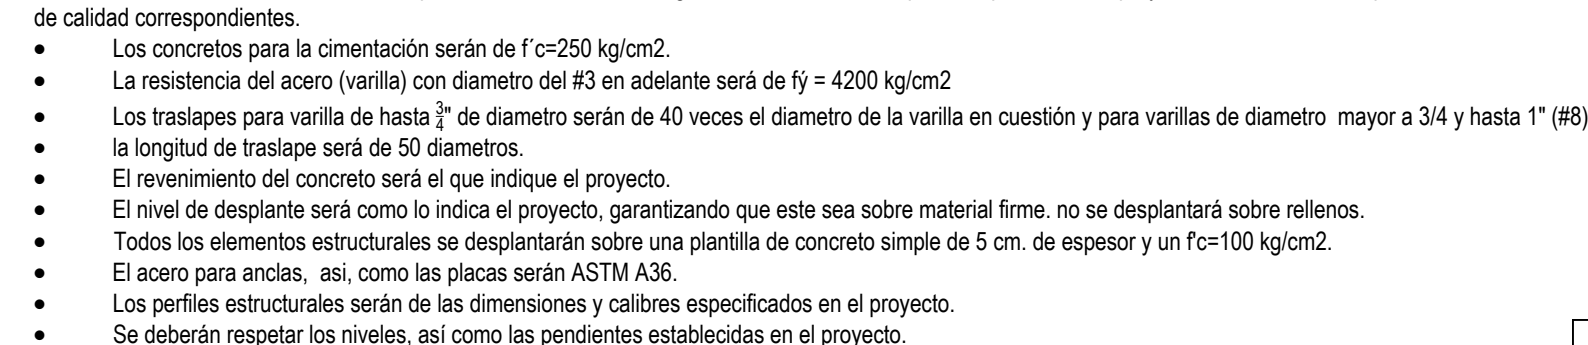 de calidad correspondientes.
• Los concretos para la cimentación serán de f´c=250 kg/cm2.
• La resistencia del acero (varilla) con diametro del #3 en adelante será de fý = 4200 kg/cm2
• Los traslapes para varilla de hasta 3/4" de diametro serán de 40 veces el diametro de la varilla en cuestión y para varillas de diametro mayor a 3/4 y hasta 1" (#8)
• la longitud de traslape será de 50 diametros.
• El revenimiento del concreto será el que indique el proyecto.
• El nivel de desplante será como lo indica el proyecto, garantizando que este sea sobre material firme. no se desplantará sobre rellenos.
• Todos los elementos estructurales se desplantarán sobre una plantilla de concreto simple de 5 cm. de espesor y un f'c=100 kg/cm2.
• El acero para anclas, asi, como las placas serán ASTM A36.
• Los perfiles estructurales serán de las dimensiones y calibres especificados en el proyecto.
• Se deberán respetar los niveles, así como las pendientes establecidas en el proyecto.